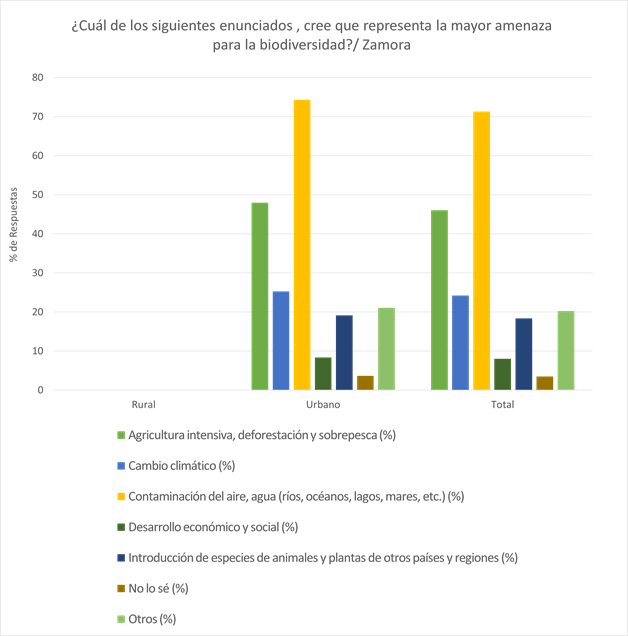 ¿Cuál de los siguientes enunciados , cree que representa la mayor amenaza
para la biodiversidad?/ Zamora
80
70
60
50
40
30
20
10
0
% de Respuestas
Rural
Urbano
Total
Agricultura intensiva, deforestación y sobrepesca (%)
Cambio climático (%)
Contaminación del aire, agua (ríos, océanos, lagos, mares, etc.) (%)
Desarrollo económico y social (%)
Introducción de especies de animales y plantas de otros países y regiones (%)
No lo sé (%)
Otros (%)